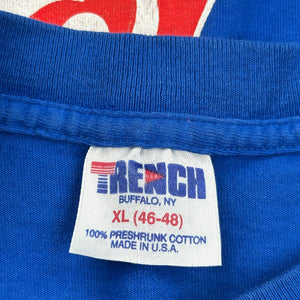 TRENCH
U.S.A.
BUFFALO, NY
XL (46-48)
100% PRESHRUNK COTTON
MADE IN U.S.A.